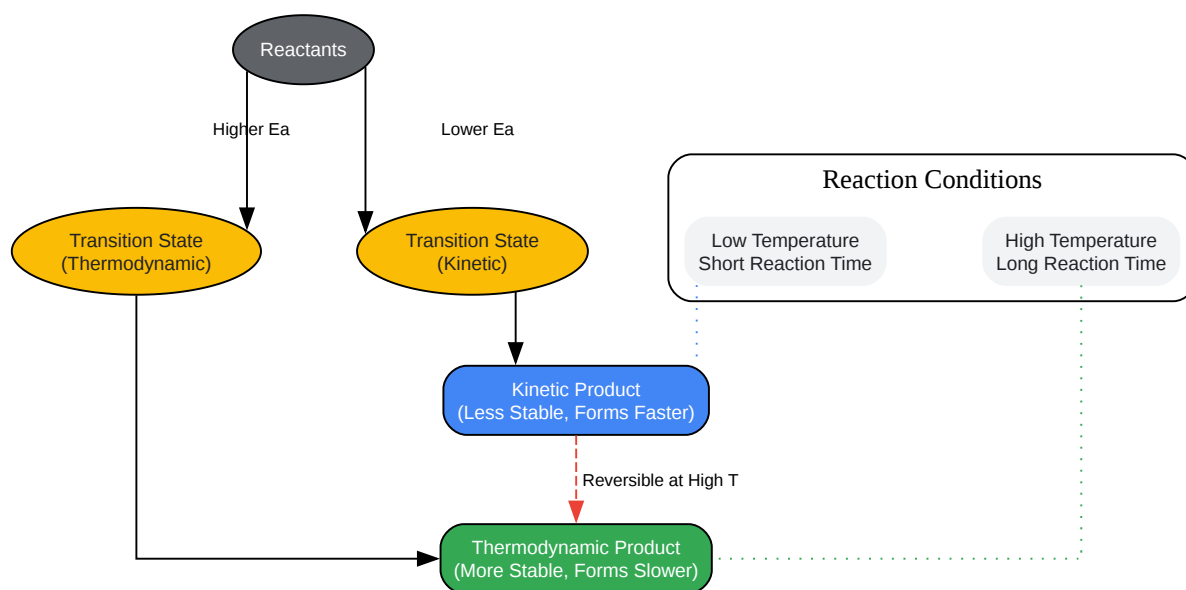 Reactants
Higher Ea
Lower Ea
Reaction Conditions
Transition State
(Thermodynamic)
Transition State
(Kinetic)
Low Temperature
Short Reaction Time
High Temperature
Long Reaction Time
Kinetic Product
(Less Stable, Forms Faster)
Reversible at High T
Thermodynamic Product
(More Stable, Forms Slower)